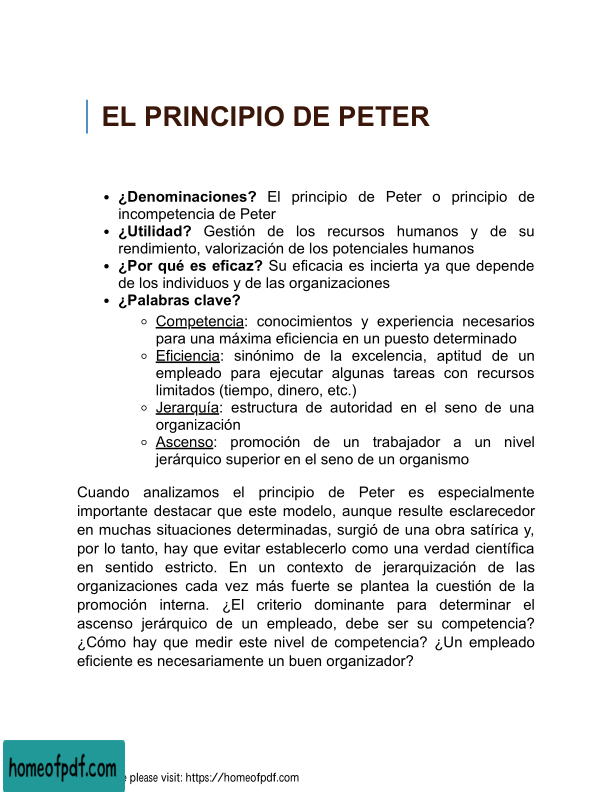 EL PRINCIPIO DE PETER
• ¿Denominaciones? El principio de Peter o principio de
incompetencia de Peter
• ¿Utilidad? Gestión de los recursos humanos y de su
rendimiento, valorización de los potenciales humanos
• ¿Por qué es eficaz? Su eficacia es incierta ya que depende
de los individuos y de las organizaciones
• ¿Palabras clave?
◦ Competencia: conocimientos y experiencia necesarios
para una máxima eficiencia en un puesto determinado
◦ Eficiencia: sinónimo de la excelencia, aptitud de un
empleado para ejecutar algunas tareas con recursos
limitados (tiempo, dinero, etc.)
◦ Jerarquía: estructura de autoridad en el seno de una
organización
◦ Ascenso: promoción de un trabajador a un nivel
jerárquico superior en el seno de un organismo
Cuando analizamos el principio de Peter es especialmente
importante destacar que este modelo, aunque resulte esclarecedor
en muchas situaciones determinadas, surgió de una obra satírica y,
por lo tanto, hay que evitar establecerlo como una verdad científica
en sentido estricto. En un contexto de jerarquización de las
organizaciones cada vez más fuerte se plantea la cuestión de la
promoción interna. ¿El criterio dominante para determinar el
ascenso jerárquico de un empleado, debe ser su competencia?
¿Cómo hay que medir este nivel de competencia? ¿Un empleado
eficiente es necesariamente un buen organizador?
homeofpdf.com
please visit: https://homeofpdf.com